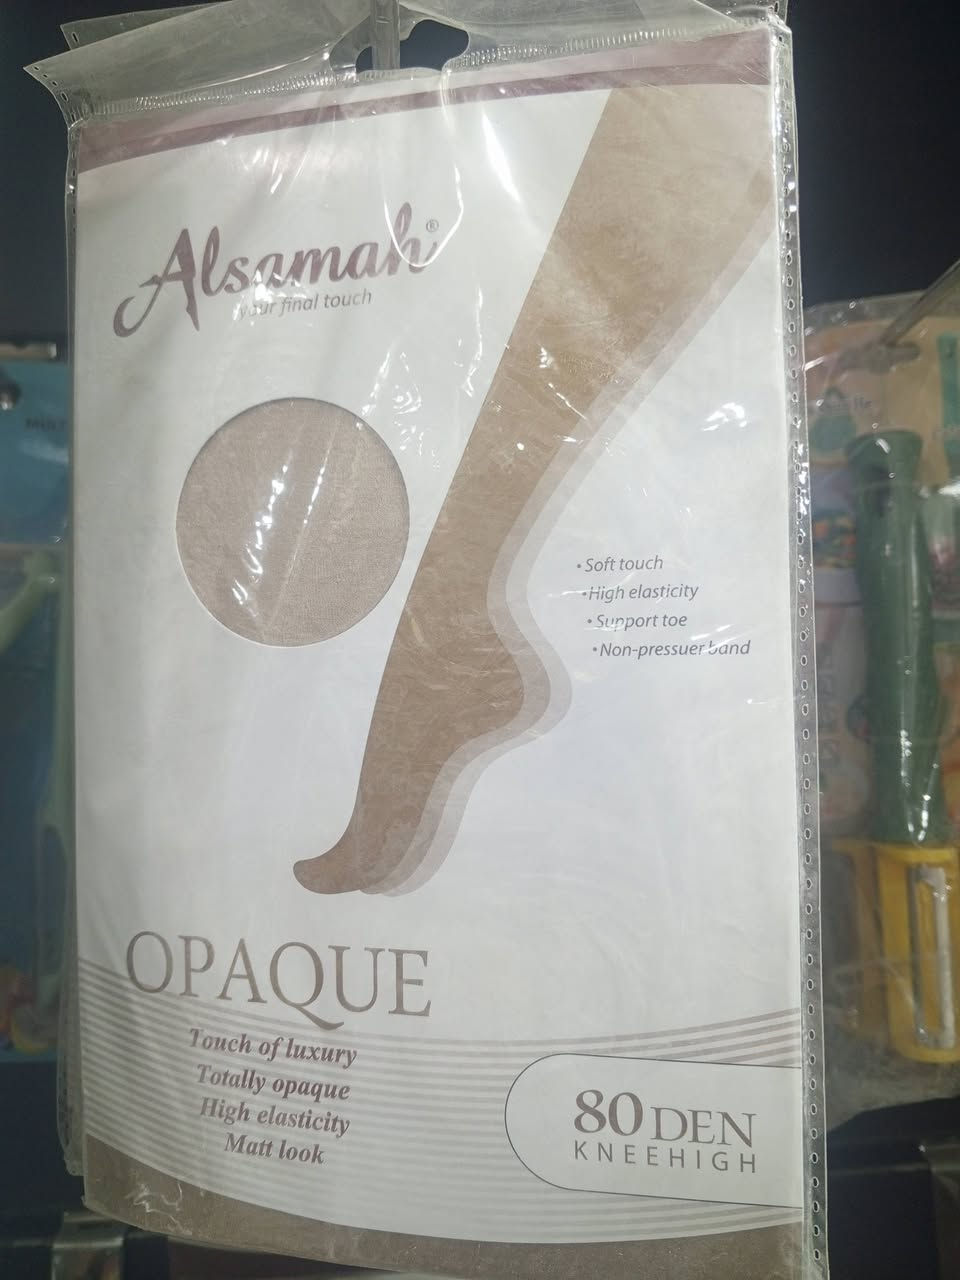 Alsamah®
your final touch
• Soft touch
• High elasticity
• Support toe
• Non-pressuer band
OPAQUE
Touch of luxury
Totally opaque
High elasticity
Matt look
80 DEN
KNEEHIGH